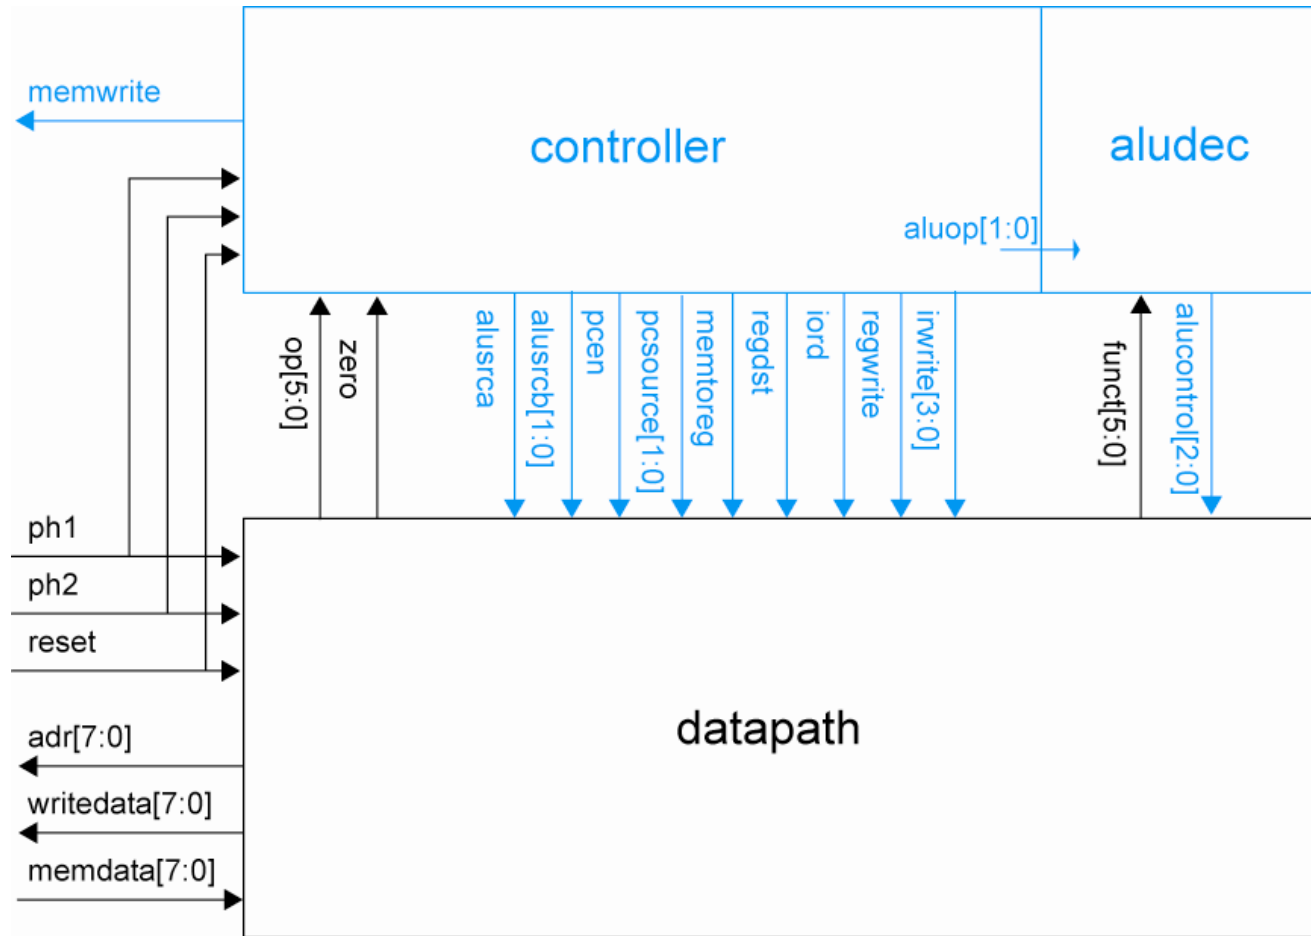 memwrite
controller
aludec
aluop[1:0]
op[5:0]
zero
alusrca
alusrcb[1:0]
pcen
pcsource[1:0]
memtoreg
regdst
iord
regwrite
irwrite[3:0]
funct[5:0]
alucontrol[2:0]
ph1
ph2
reset
adr[7:0]
writedata[7:0]
memdata[7:0]
datapath